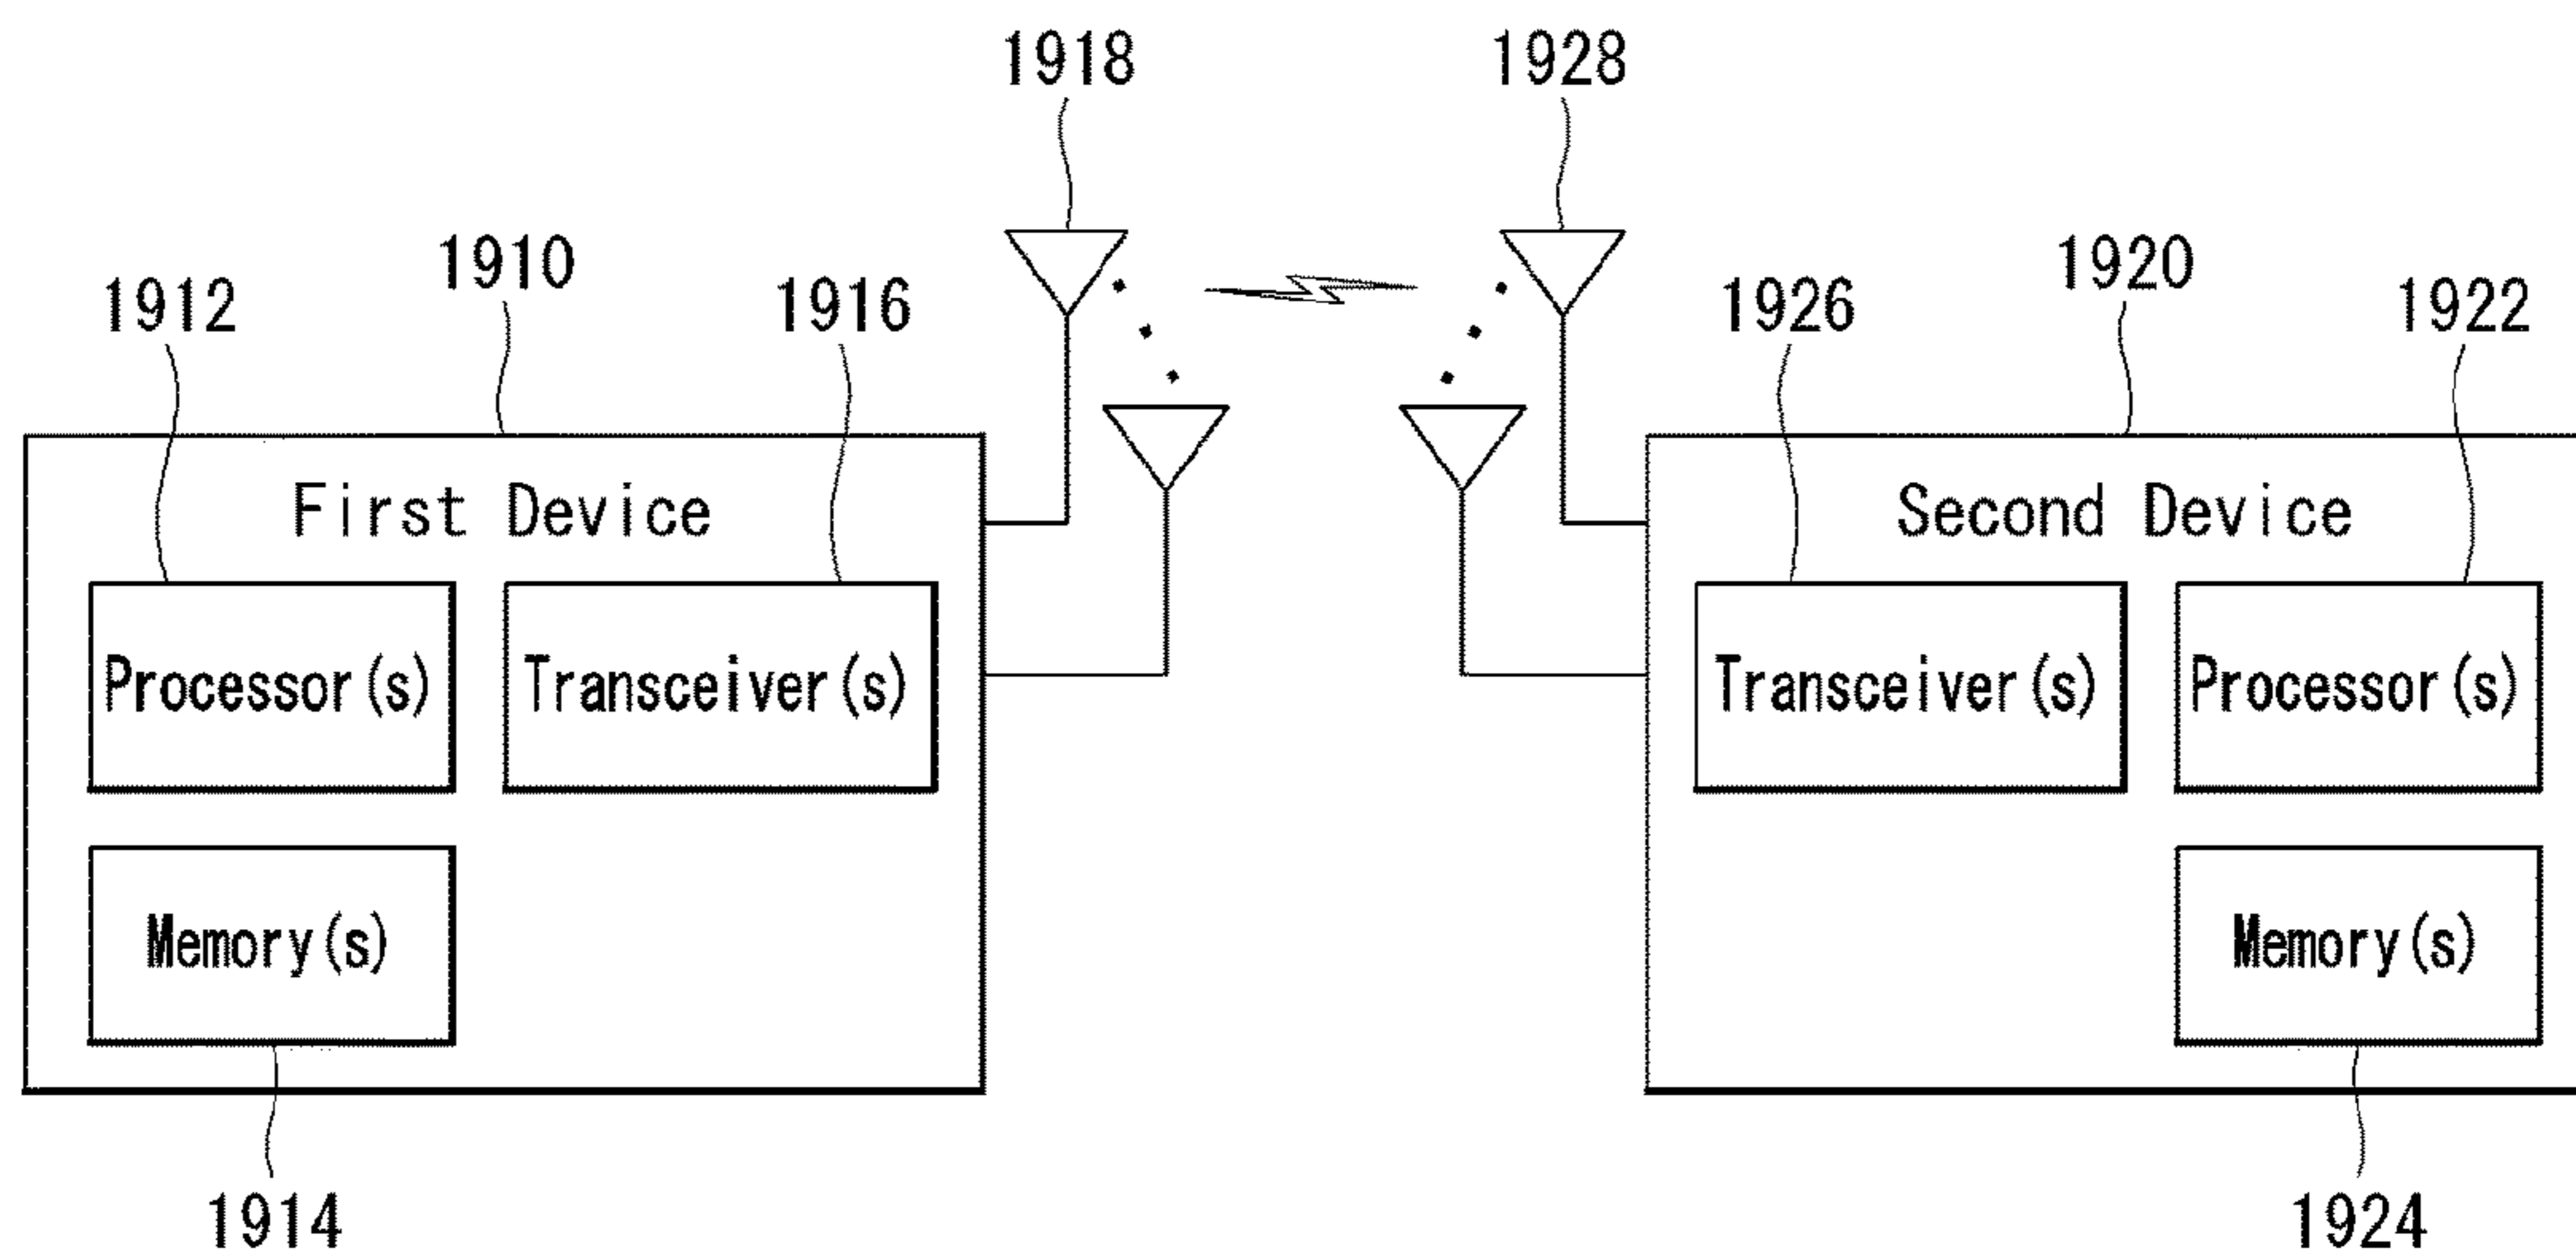 1918 1928
1910 1920
1912 1916 1926 1922
First Device Second Device
Processor(s) Transceiver(s) Transceiver(s) Processor(s)
Memory(s) Memory(s)
1914 1924